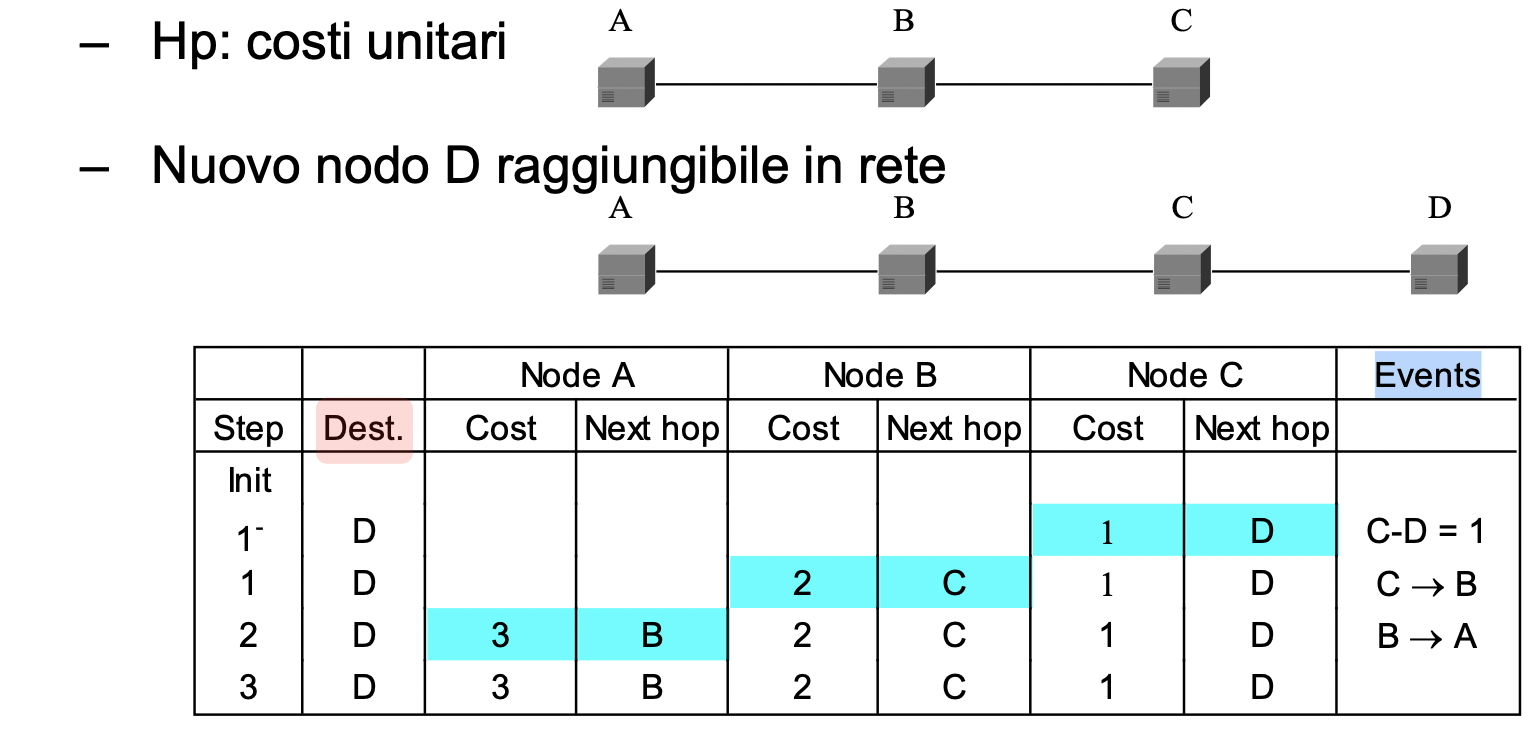 A B C
– Hp: costi unitari
– Nuovo nodo D raggiungibile in rete
A B C D
Node A Node B Node C Events
Step Dest. Cost Next hop Cost Next hop Cost Next hop
Init
1- D 1 D C-D = 1
1 D 2 C 1 D C → B
2 D 3 B 2 C 1 D B → A
3 D 3 B 2 C 1 D